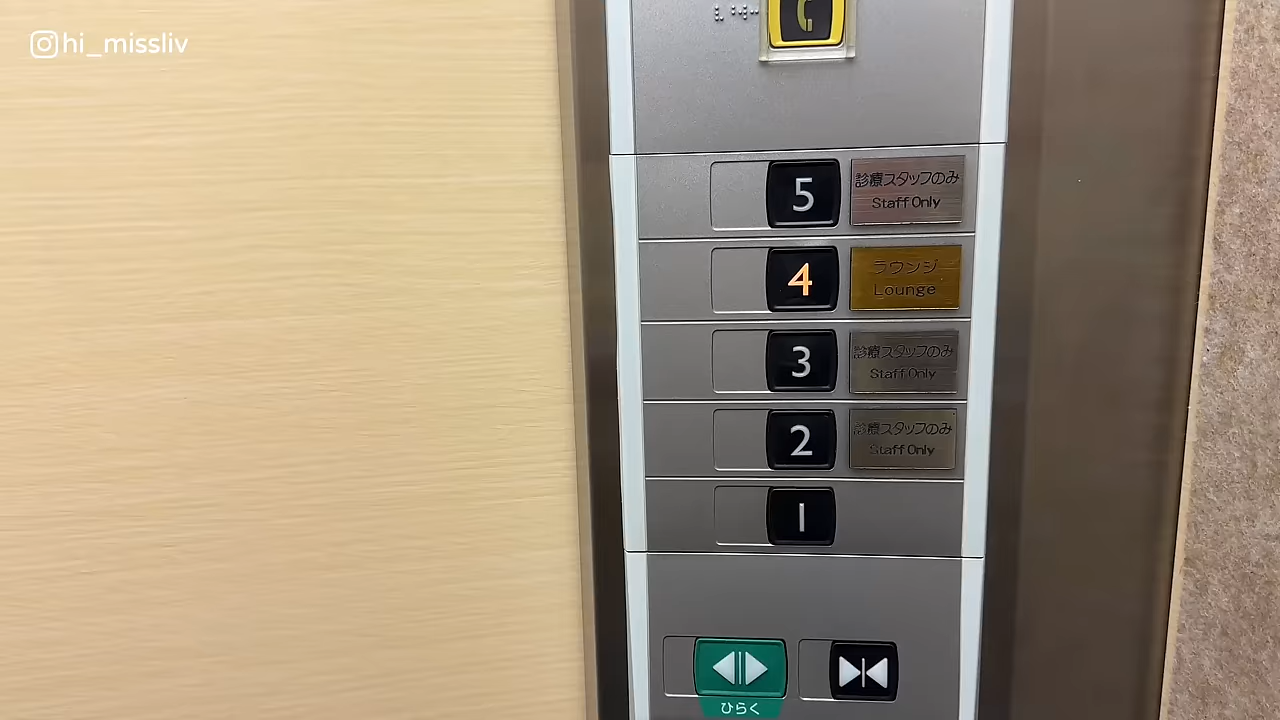 hi_missliv
5
診療スタッフのみ
Staff Only
4
ラウンジ
Lounge
3
診療スタッフのみ
Staff Only
2
診療スタッフのみ
Staff Only
1
ひらく